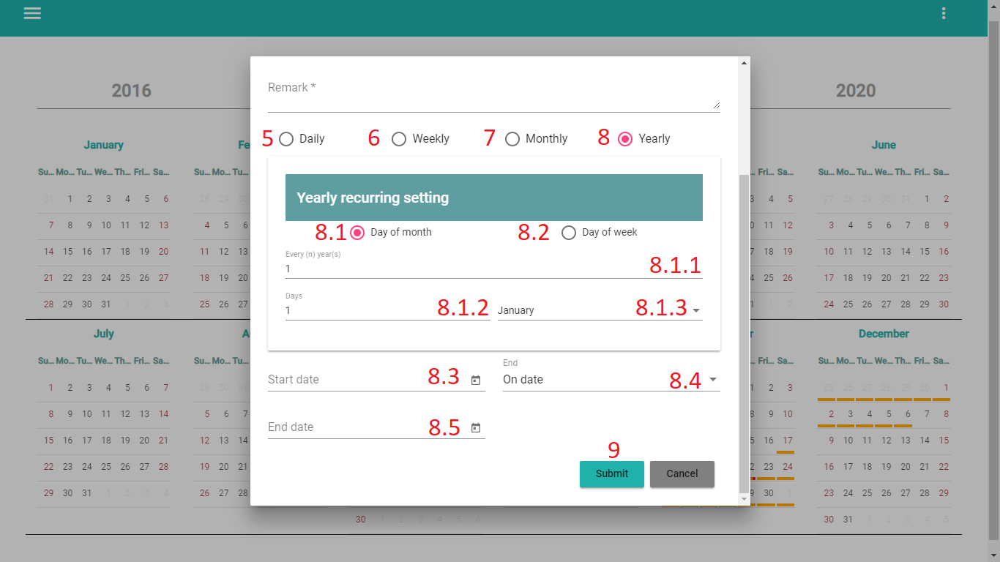 2016
2020
Remark *
5 Daily 6 Weekly 7 Monthly 8 Yearly
Yearly recurring setting
8.1 Day of month 8.2 Day of week
Every (n) year(s)
1 8.1.1
Days
1 8.1.2 January 8.1.3
Start date 8.3
End
On date 8.4
End date 8.5
9
Submit Cancel
January
Su... Mo... Tu... We... Th... Fri... Sa...
31 1 2 3 4 5 6
7 8 9 10 11 12 13
14 15 16 17 18 19 20
21 22 23 24 25 26 27
28 29 30 31 1 2 3
Su... Mo... Tu...
28 29 30
4 5 6
11 12 13
18 19 20
25 26 27
Fri... Sa...
3 4 5
11 12
18 19
24 25 26
1 2
June
Su... Mo... Tu... We... Th... Fri... Sa...
27 28 29 30 31 1 2
3 4 5 6 7 8 9
10 11 12 13 14 15 16
17 18 19 20 21 22 23
24 25 26 27 28 29 30
July
Su... Mo... Tu... We... Th... Fri... Sa...
1 2 3 4 5 6 7
8 9 10 11 12 13 14
15 16 17 18 19 20 21
22 23 24 25 26 27 28
29 30 31 1 2 3 4
Su... Mo... Tu...
29 30 31
5 6 7
12 13 14
19 20 21
26 27 28
30 1 2 3 4 5 6
Fri... Sa...
1 2 3
9 10
16 17
23 24
30 1
December
Su... Mo... Tu... We... Th... Fri... Sa...
25 26 27 28 29 30 1
2 3 4 5 6 7 8
9 10 11 12 13 14 15
16 17 18 19 20 21 22
23 24 25 26 27 28 29
30 31 1 2 3 4 5